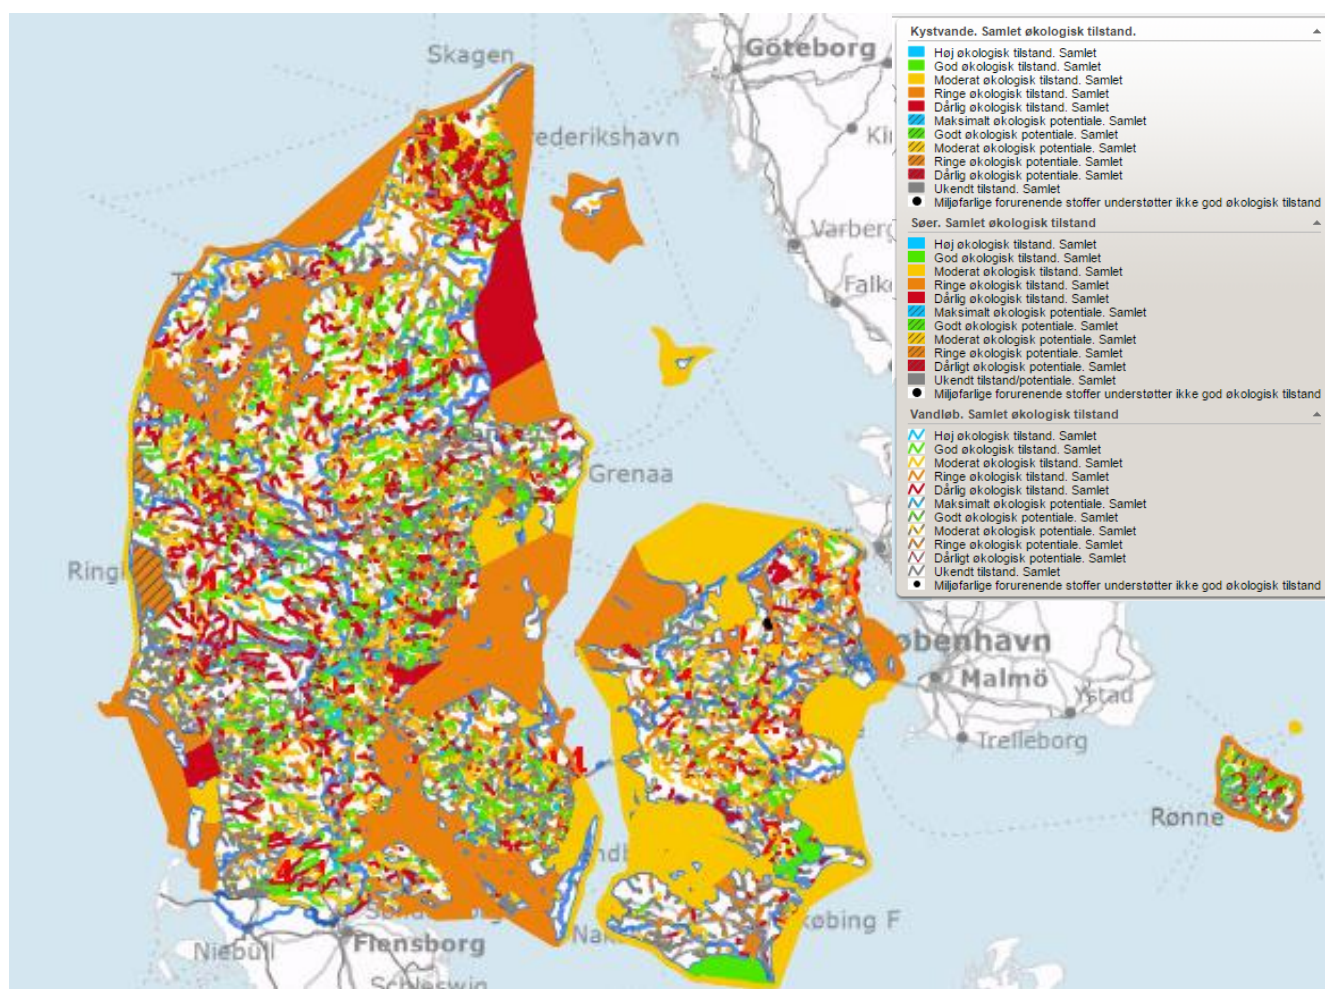 Skagen
Göteborg
rederikshavn
Kin
Varberg
Falk
Grenaa
Ringk
København
Malmö
Ystad
Trelleborg
Rønne
købing F
Nak
Niebüll
Flensborg
Schleswig
Kystvande. Samlet økologisk tilstand.
Høj økologisk tilstand. Samlet
God økologisk tilstand. Samlet
Moderat økologisk tilstand. Samlet
Ringe økologisk tilstand. Samlet
Dårlig økologisk tilstand. Samlet
Maksimalt økologisk potentiale. Samlet
Godt økologisk potentiale. Samlet
Moderat økologisk potentiale. Samlet
Ringe økologisk potentiale. Samlet
Dårlig økologisk potentiale. Samlet
Ukendt tilstand. Samlet
Miljøfarlige forurenende stoffer understøtter ikke god økologisk tilstand
Søer. Samlet økologisk tilstand
Høj økologisk tilstand. Samlet
God økologisk tilstand. Samlet
Moderat økologisk tilstand. Samlet
Ringe økologisk tilstand. Samlet
Dårlig økologisk tilstand. Samlet
Maksimalt økologisk potentiale. Samlet
Godt økologisk potentiale. Samlet
Moderat økologisk potentiale. Samlet
Ringe økologisk potentiale. Samlet
Dårligt økologisk potentiale. Samlet
Ukendt tilstand/potentiale. Samlet
Miljøfarlige forurenende stoffer understøtter ikke god økologisk tilstand
Vandløb. Samlet økologisk tilstand
Høj økologisk tilstand. Samlet
God økologisk tilstand. Samlet
Moderat økologisk tilstand. Samlet
Ringe økologisk tilstand. Samlet
Dårlig økologisk tilstand. Samlet
Maksimalt økologisk potentiale. Samlet
Godt økologisk potentiale. Samlet
Moderat økologisk potentiale. Samlet
Ringe økologisk potentiale. Samlet
Dårligt økologisk potentiale. Samlet
Ukendt tilstand. Samlet
Miljøfarlige forurenende stoffer understøtter ikke god økologisk tilstand